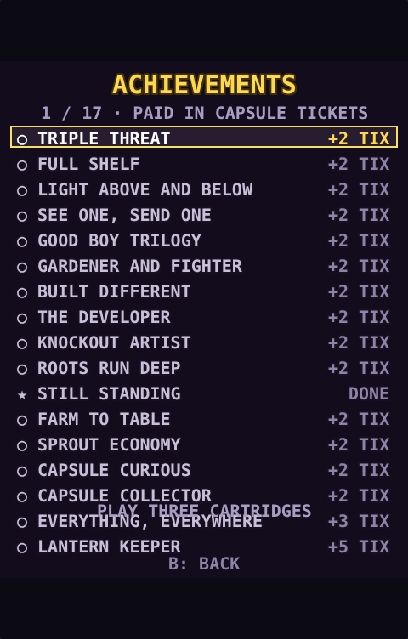 ACHIEVEMENTS
1 / 17 · PAID IN CAPSULE TICKETS
○ TRIPLE THREAT +2 TIX
○ FULL SHELF +2 TIX
○ LIGHT ABOVE AND BELOW +2 TIX
○ SEE ONE, SEND ONE +2 TIX
○ GOOD BOY TRILOGY +2 TIX
○ GARDENER AND FIGHTER +2 TIX
○ BUILT DIFFERENT +2 TIX
○ THE DEVELOPER +2 TIX
○ KNOCKOUT ARTIST +2 TIX
○ ROOTS RUN DEEP +2 TIX
★ STILL STANDING DONE
○ FARM TO TABLE +2 TIX
○ SPROUT ECONOMY +2 TIX
○ CAPSULE CURIOUS +2 TIX
○ CAPSULE COLLECTOR +2 TIX
PLAY THREE CARTRIDGES
○ EVERYTHING, EVERYWHERE +3 TIX
○ LANTERN KEEPER +5 TIX
B: BACK